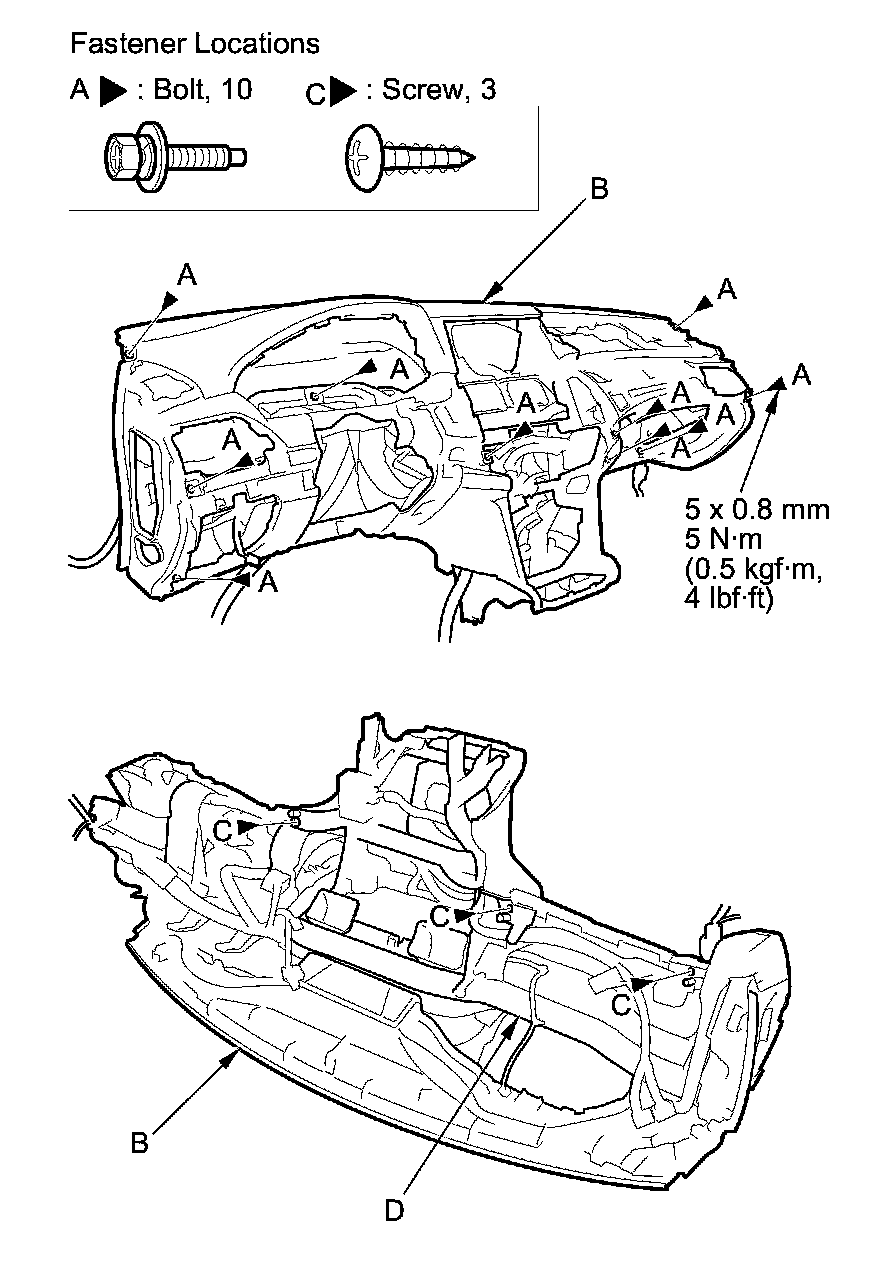 Fastener Locations
A ▶ : Bolt, 10 C▶ : Screw, 3
B
A
A
A
A
A
A
A
A
A
A
5 x 0.8 mm
5 N·m
(0.5 kgf·m,
4 lbf·ft)
C
C
C
B
D